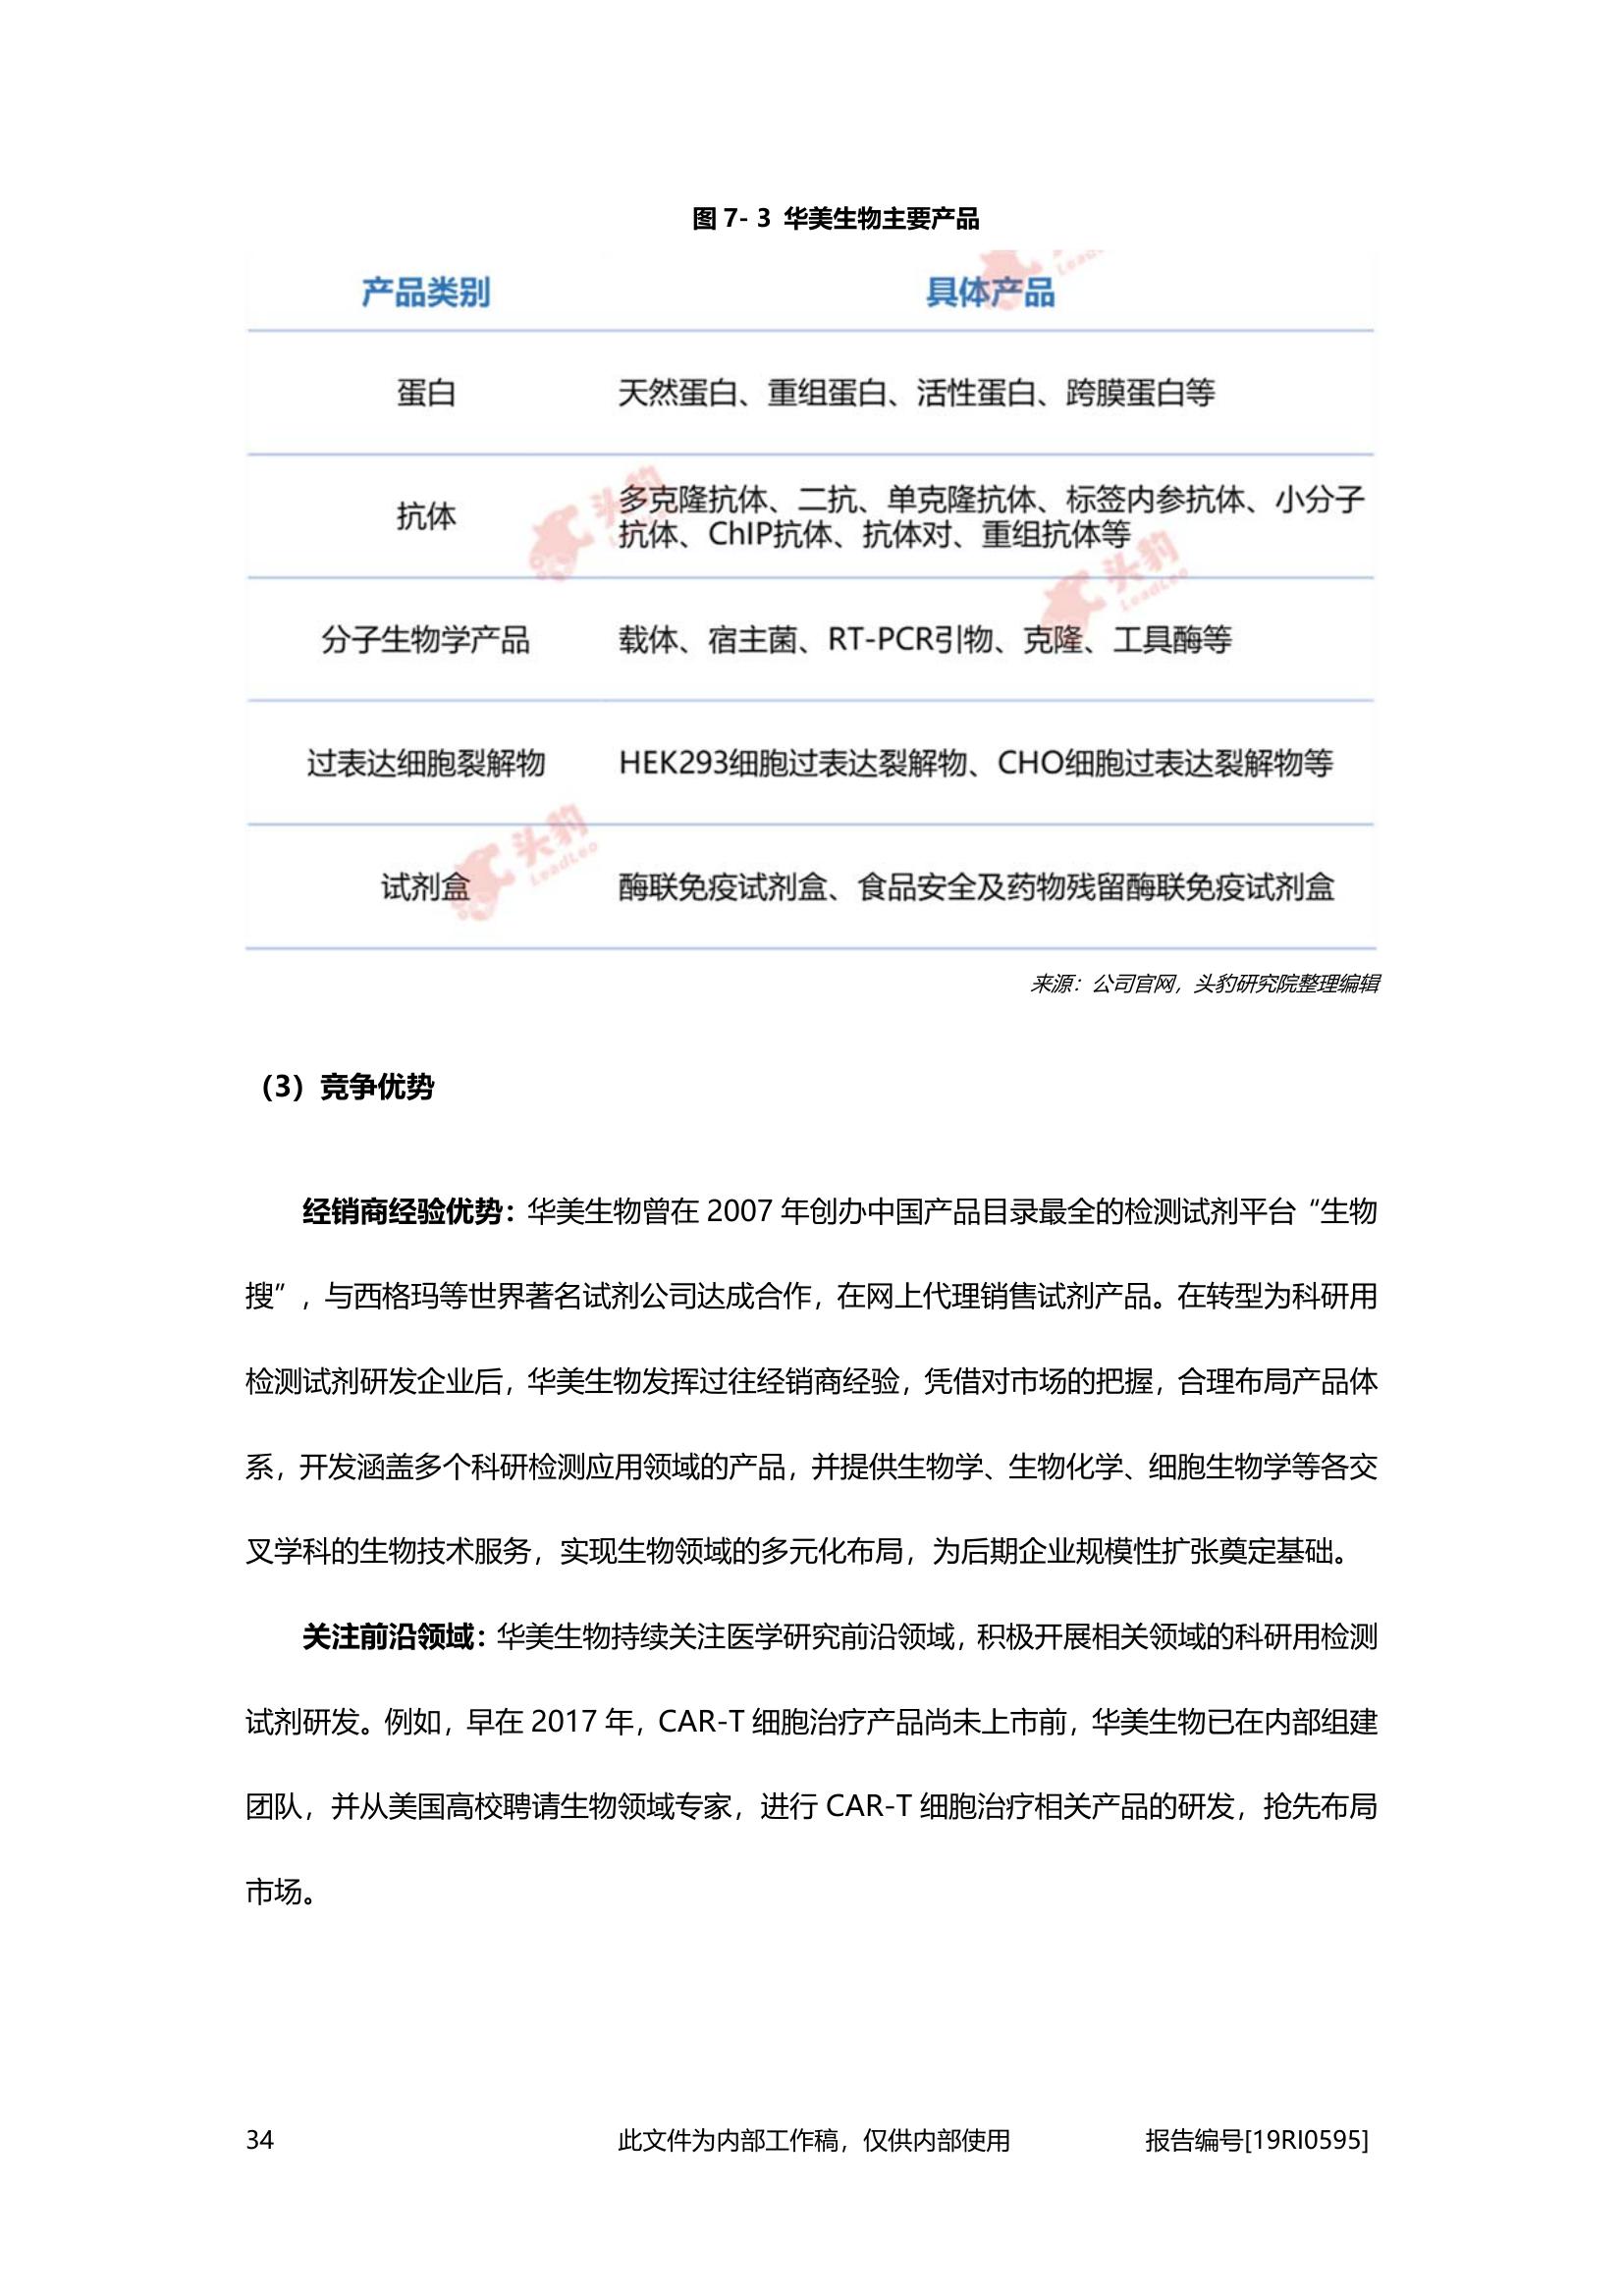 图 7- 3 华美生物主要产品
产品类别 具体产品
蛋白 天然蛋白、重组蛋白、活性蛋白、跨膜蛋白等
抗体 多克隆抗体、二抗、单克隆抗体、标签内参抗体、小分子
抗体、ChIP抗体、抗体对、重组抗体等
分子生物学产品 载体、宿主菌、RT-PCR引物、克隆、工具酶等
过表达细胞裂解物 HEK293细胞过表达裂解物、CHO细胞过表达裂解物等
试剂盒 酶联免疫试剂盒、食品安全及药物残留酶联免疫试剂盒
头豹
LeadLeo
头豹
LeadLeo
头豹
LeadLeo
来源：公司官网，头豹研究院整理编辑
（3）竞争优势
经销商经验优势：华美生物曾在 2007 年创办中国产品目录最全的检测试剂平台“生物
搜”，与西格玛等世界著名试剂公司达成合作，在网上代理销售试剂产品。在转型为科研用
检测试剂研发企业后，华美生物发挥过往经销商经验，凭借对市场的把握，合理布局产品体
系，开发涵盖多个科研检测应用领域的产品，并提供生物学、生物化学、细胞生物学等各交
叉学科的生物技术服务，实现生物领域的多元化布局，为后期企业规模性扩张奠定基础。
关注前沿领域：华美生物持续关注医学研究前沿领域，积极开展相关领域的科研用检测
试剂研发。例如，早在 2017 年，CAR-T 细胞治疗产品尚未上市前，华美生物已在内部组建
团队，并从美国高校聘请生物领域专家，进行 CAR-T 细胞治疗相关产品的研发，抢先布局
市场。
34 此文件为内部工作稿，仅供内部使用 报告编号[19RI0595]